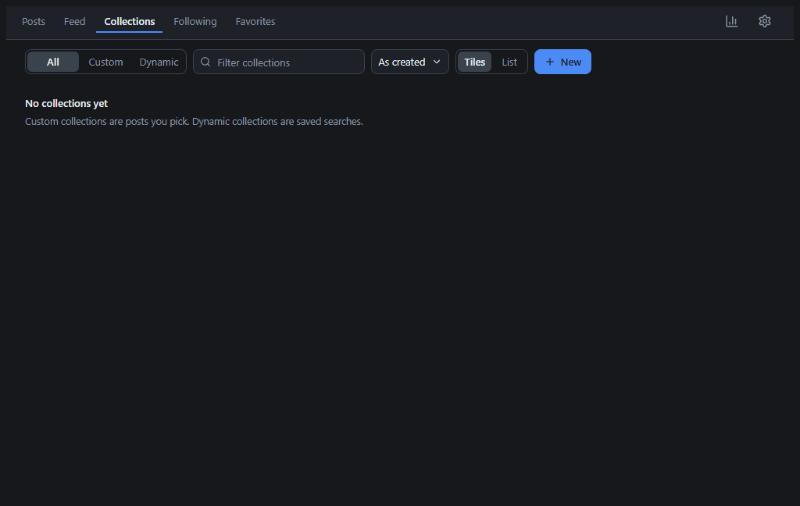 Posts Feed Collections Following Favorites
All Custom Dynamic Filter collections As created Tiles List + New
No collections yet
Custom collections are posts you pick. Dynamic collections are saved searches.